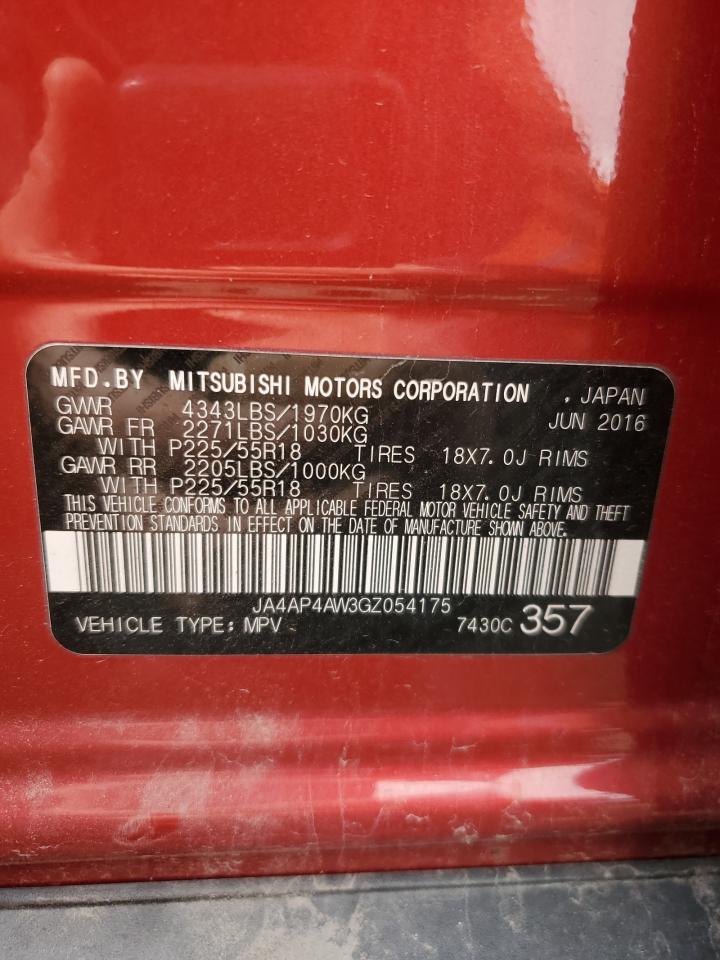 MFD.BY MITSUBISHI MOTORS CORPORATION . JAPAN
GVWR 4343LBS/1970KG JUN 2016
GAWR FR 2271LBS/1030KG
WITH P225/55R18 TIRES 18X7.0J RIMS
GAWR RR 2205LBS/1000KG
WITH P225/55R18 TIRES 18X7.0J RIMS
THIS VEHICLE CONFORMS TO ALL APPLICABLE FEDERAL MOTOR VEHICLE SAFETY AND THEFT
PREVENTION STANDARDS IN EFFECT ON THE DATE OF MANUFACTURE SHOWN ABOVE.
JA4AP4AW3GZ054175
VEHICLE TYPE: MPV 7430C 357